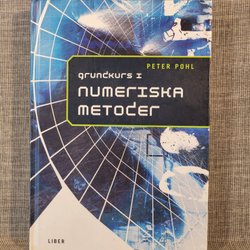 PETER POHL
grundkurs i
numeriska
metoder
LIBER